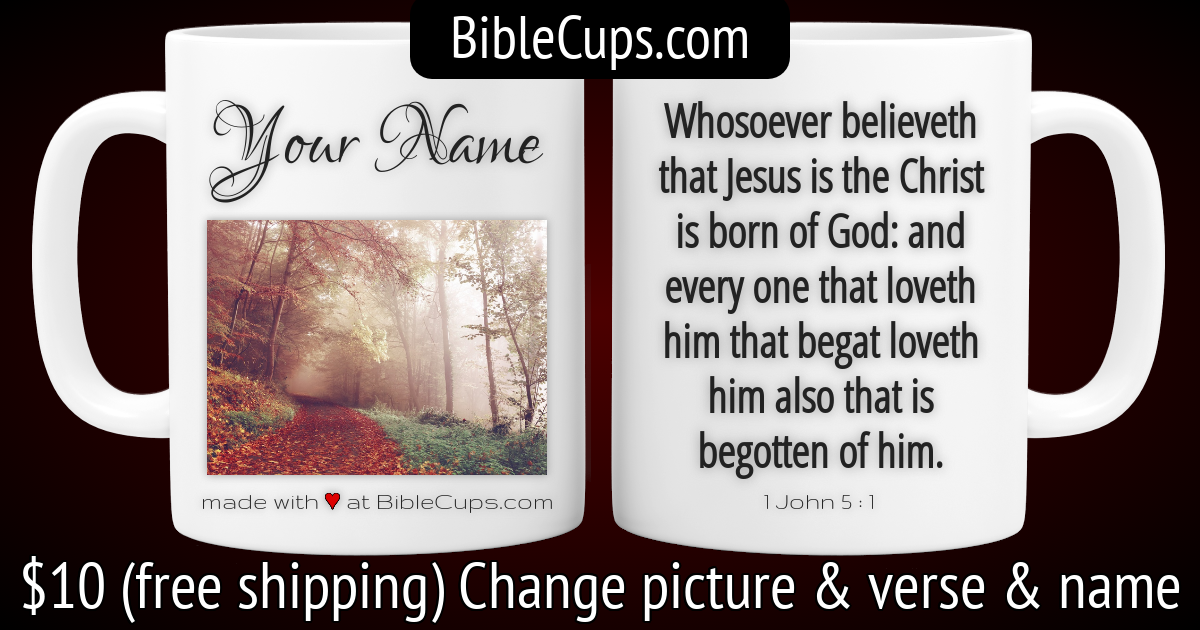 BibleCups.com
Your Name
made with ♥ at BibleCups.com
Whosoever believeth
that Jesus is the Christ
is born of God: and
every one that loveth
him that begat loveth
him also that is
begotten of him.
1 John 5 : 1
$10 (free shipping) Change picture & verse & name